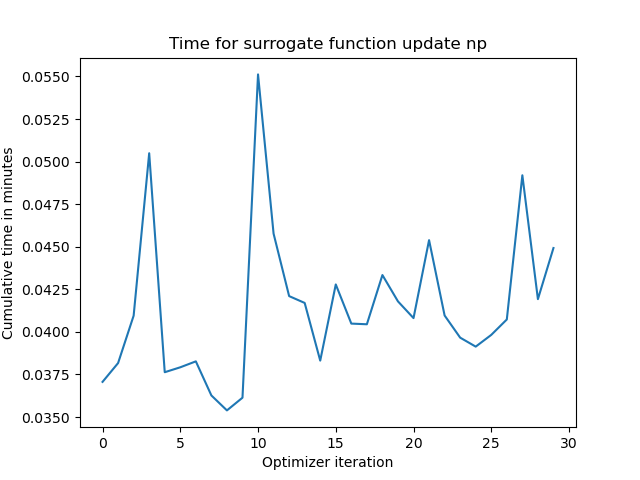 Time for surrogate function update np
Cumulative time in minutes
0.0550
0.0525
0.0500
0.0475
0.0450
0.0425
0.0400
0.0375
0.0350
0 5 10 15 20 25 30
Optimizer iteration